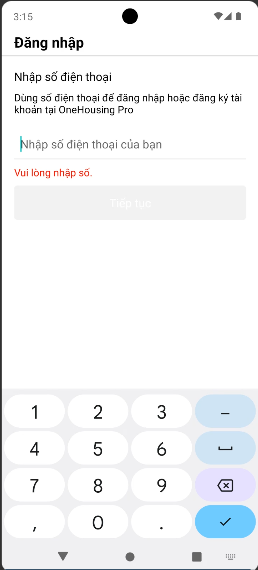 3:15
Đăng nhập
Nhập số điện thoại
Dùng số điện thoại để đăng nhập hoặc đăng ký tài
khoản tại OneHousing Pro
Nhập số điện thoại của bạn
Vui lòng nhập số.
Tiếp tục
1 2 3 –
4 5 6
7 8 9
, 0 .